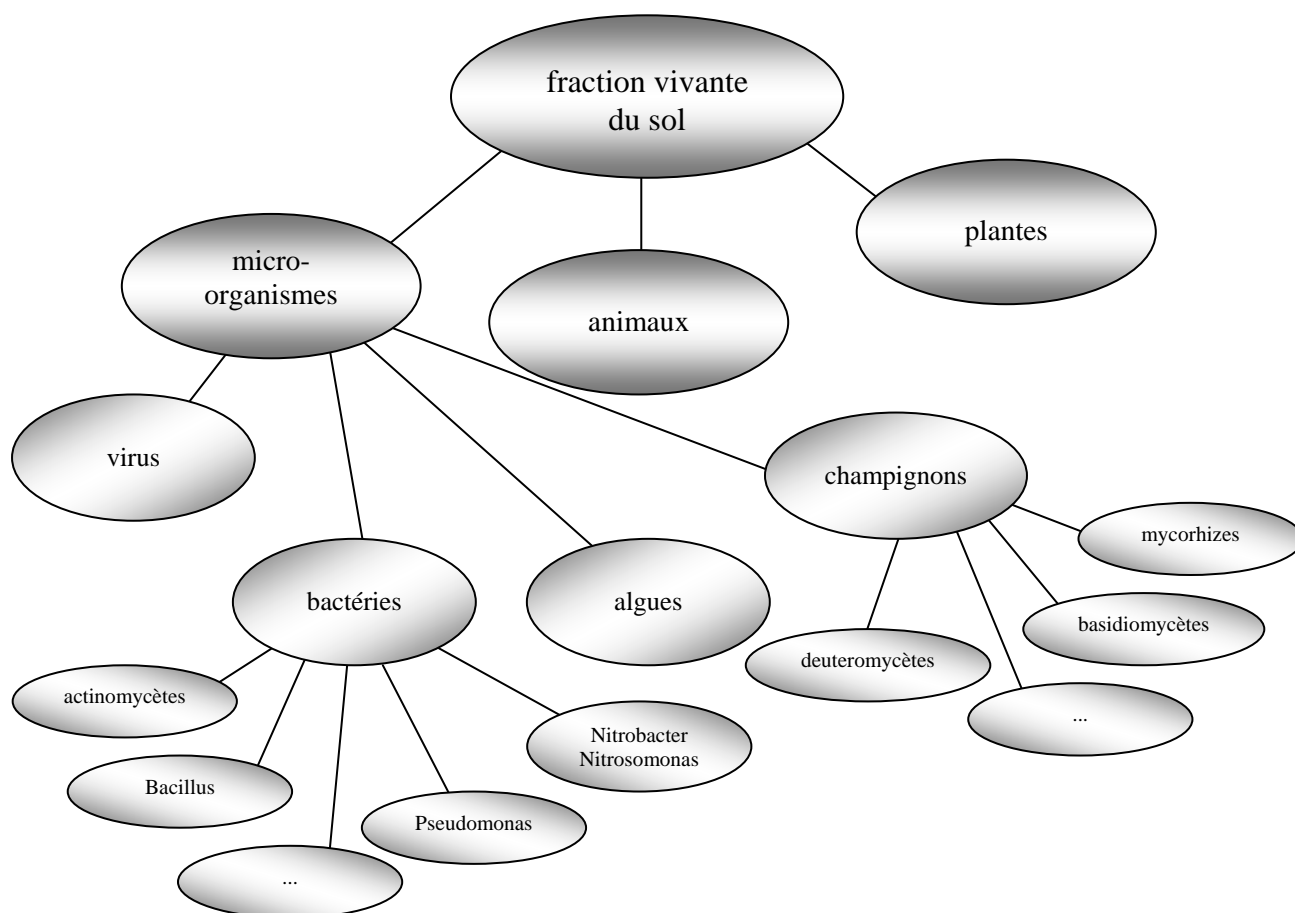 fraction vivante
du sol
plantes
micro-
organismes
animaux
virus
champignons
mycorhizes
bactéries
algues
basidiomycètes
deuteromycètes
actinomycètes
...
Nitrobacter
Nitrosomonas
Bacillus
Pseudomonas
...